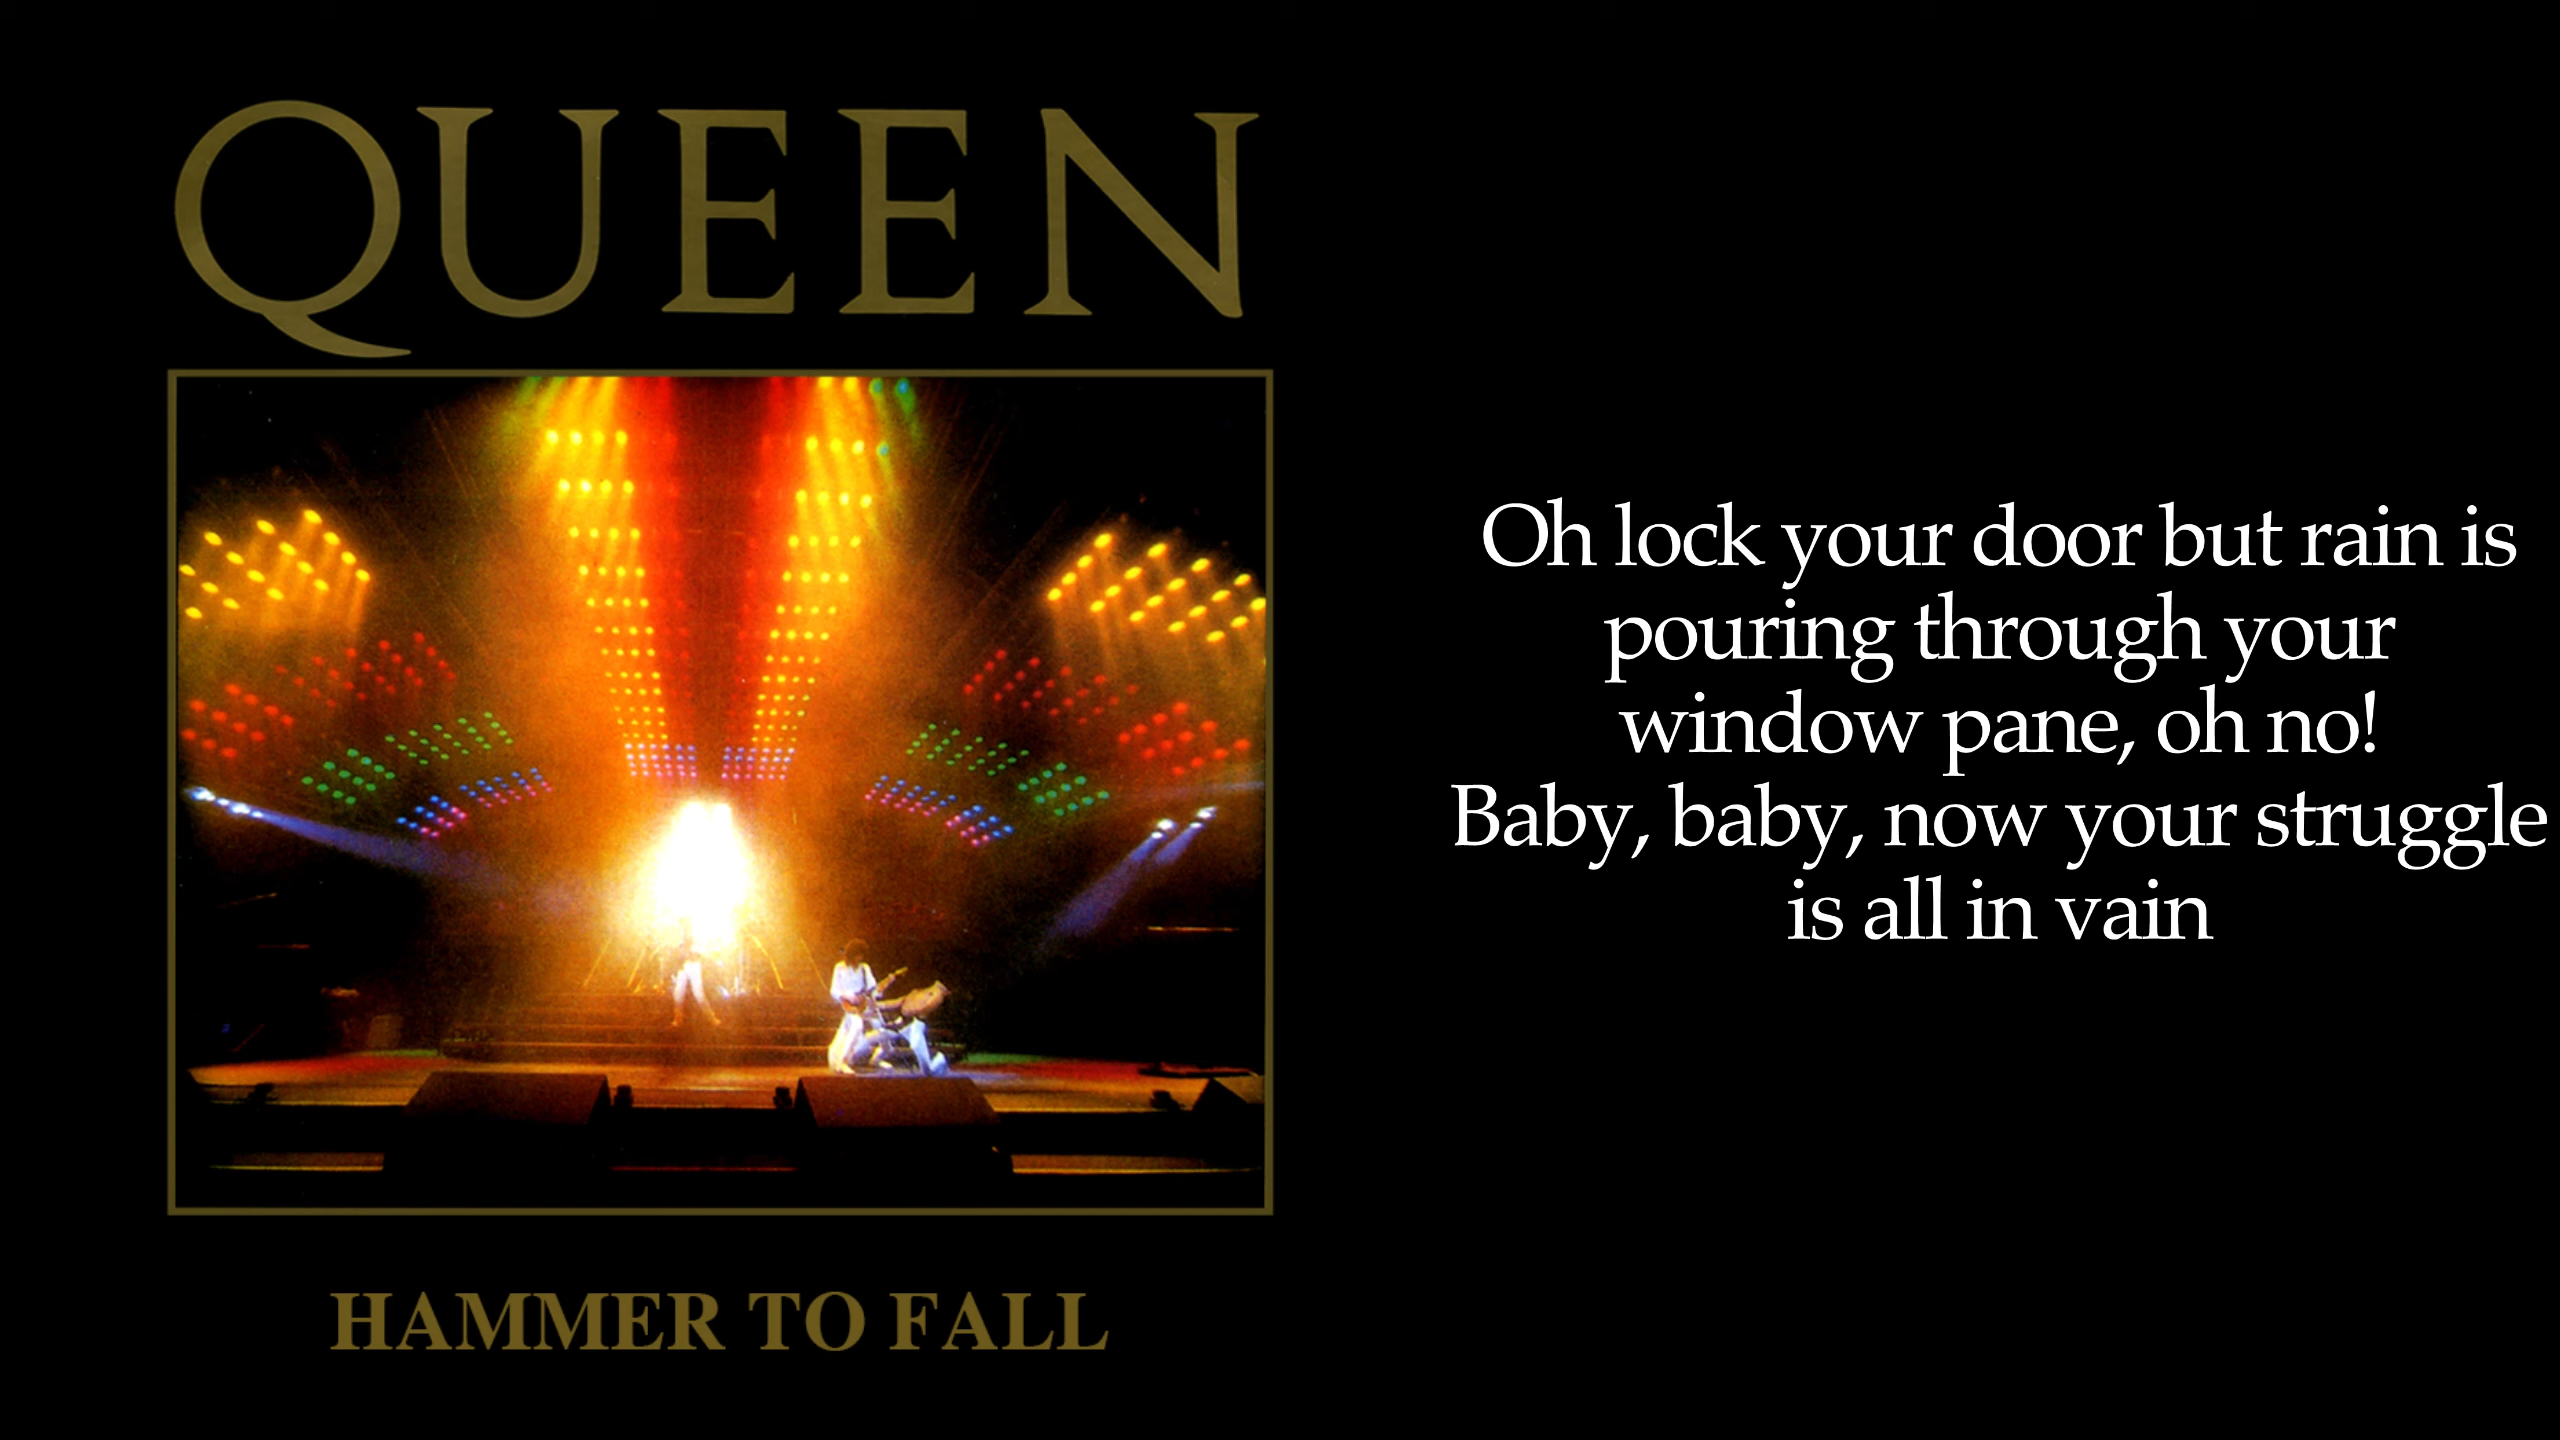 QUEEN
HAMMER TO FALL
Oh lock your door but rain is
pouring through your
window pane, oh no!
Baby, baby, now your struggle
is all in vain